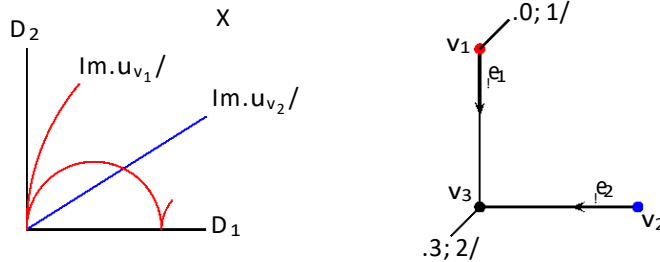 X
D2
Im.uv1/
Im.uv2/
D1
.0; 1/
v1
e1
v3
e2
v2
.3; 2/